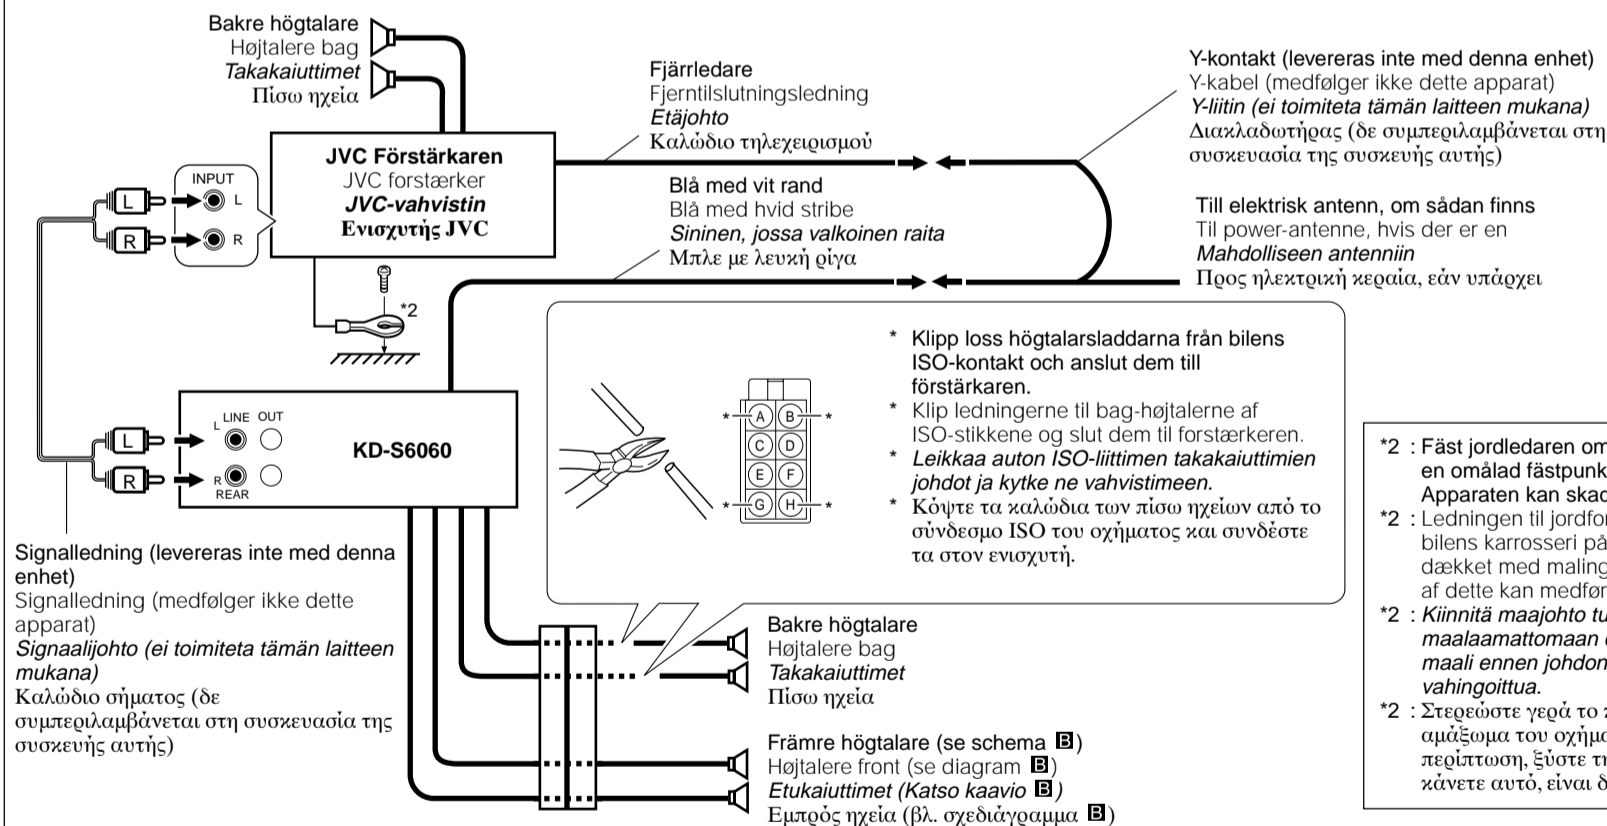 Bakre högtalare
Højtalere bag
Takakaiuttimet
Πίσω ηχεία
Fjärrledare
Fjerntilslutningsledning
Etäjohto
Καλώδιο τηλεχειρισμού
Y-kontakt (levereras inte med denna enhet)
Y-kabel (medfølger ikke dette apparat)
Y-liitin (ei toimiteta tämän laitteen mukana)
Διακλαδωτήρας (δε συμπεριλαμβάνεται στη
συσκευασία της συσκευής αυτής)
JVC Förstärkaren
JVC forstærker
JVC-vahvistin
Ενισχυτής JVC
INPUT
L
L
R
R
Blå med vit rand
Blå med hvid stribe
Sininen, jossa valkoinen raita
Μπλε με λευκή ρίγα
Till elektrisk antenn, om sådan finns
Til power-antenne, hvis der er en
Mahdolliseen antenniin
Προς ηλεκτρική κεραία, εάν υπάρχει
*2
* Klipp loss högtalarsladdarna från bilens
ISO-kontakt och anslut dem till
förstärkaren.
* Klip ledningerne til bag-højtalerne af
ISO-stikkene og slut dem til forstærkeren.
* Leikkaa auton ISO-liittimen takakaiuttimien
johdot ja kytke ne vahvistimeen.
* Κόψτε τα καλώδια των πίσω ηχείων από το
σύνδεσμο ISO του οχήματος και συνδέστε
τα στον ενισχυτή.
* A B *
C D
E F
* G H *
L LINE OUT
L
R
R
REAR
KD-S6060
*2 : Fäst jordledaren om
en omålad fästpunk
Apparaten kan skad
*2 : Ledningen til jordfor
bilens karrosseri på
dækket med maling
af dette kan medfør
*2 : Kiinnitä maajohto tu
maalaamattomaan
maali ennen johdon
vahingoittua.
*2 : Στερεώστε γερά το
αμάξωμα του οχήμα
περίπτωση, ξύστε τη
κάνετε αυτό, είναι δ
Signalledning (levereras inte med denna
enhet)
Signalledning (medfølger ikke dette
apparat)
Signaalijohto (ei toimiteta tämän laitteen
mukana)
Καλώδιο σήματος (δε
συμπεριλαμβάνεται στη συσκευασία της
συσκευής αυτής)
Bakre högtalare
Højtalere bag
Takakaiuttimet
Πίσω ηχεία
Främre högtalare (se schema B)
Højtalere front (se diagram B)
Etukaiuttimet (Katso kaavio B)
Εμπρός ηχεία (βλ. σχεδιάγραμμα B)